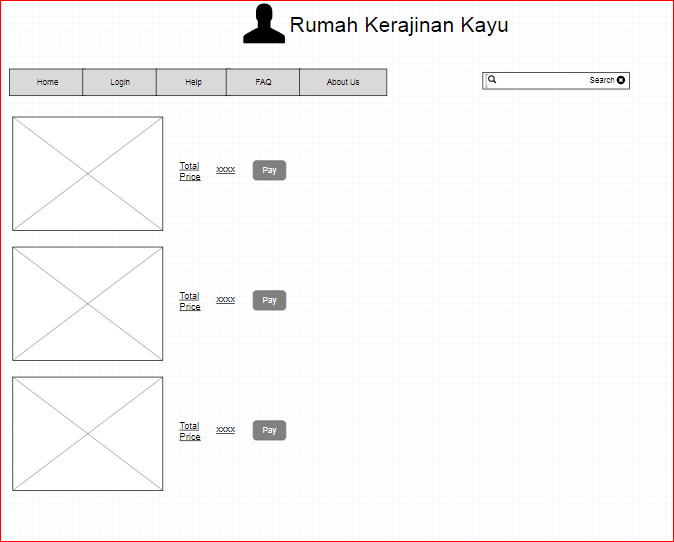 Rumah Kerajinan Kayu
Home Login Help FAQ About Us
Search
Total
Price
xxxx
Pay
Total
Price
xxxx
Pay
Total
Price
xxxx
Pay